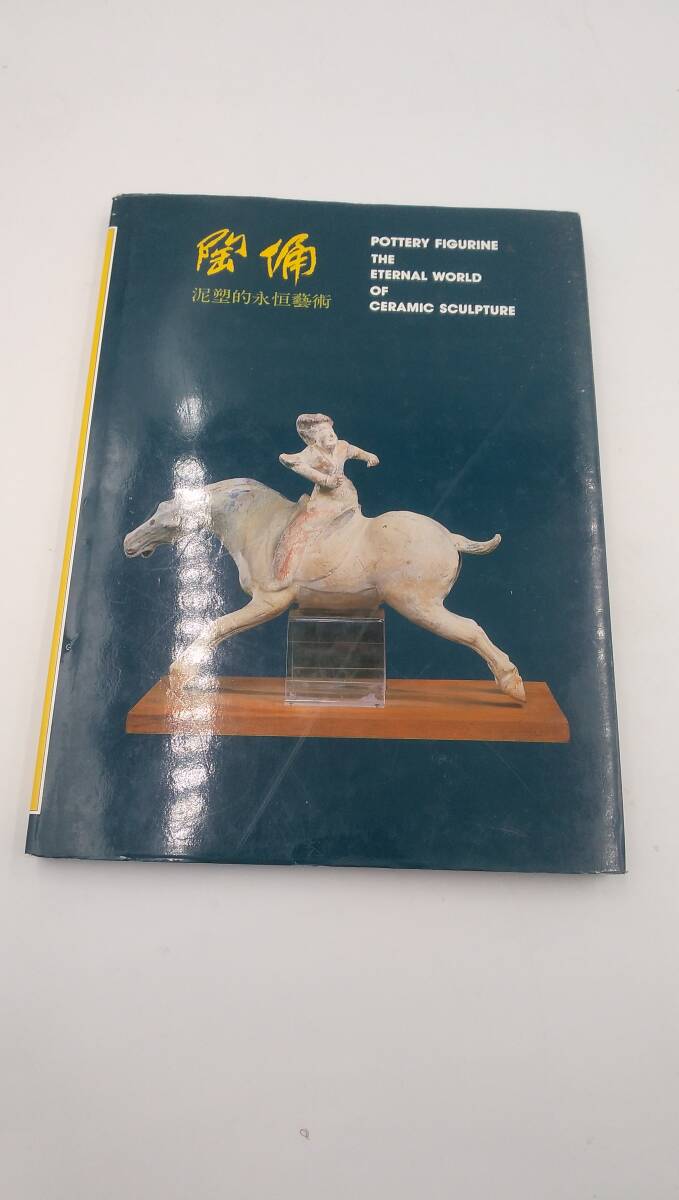 陶俑
泥塑的永恒藝術
POTTERY FIGURINE
THE
ETERNAL WORLD
OF
CERAMIC SCULPTURE